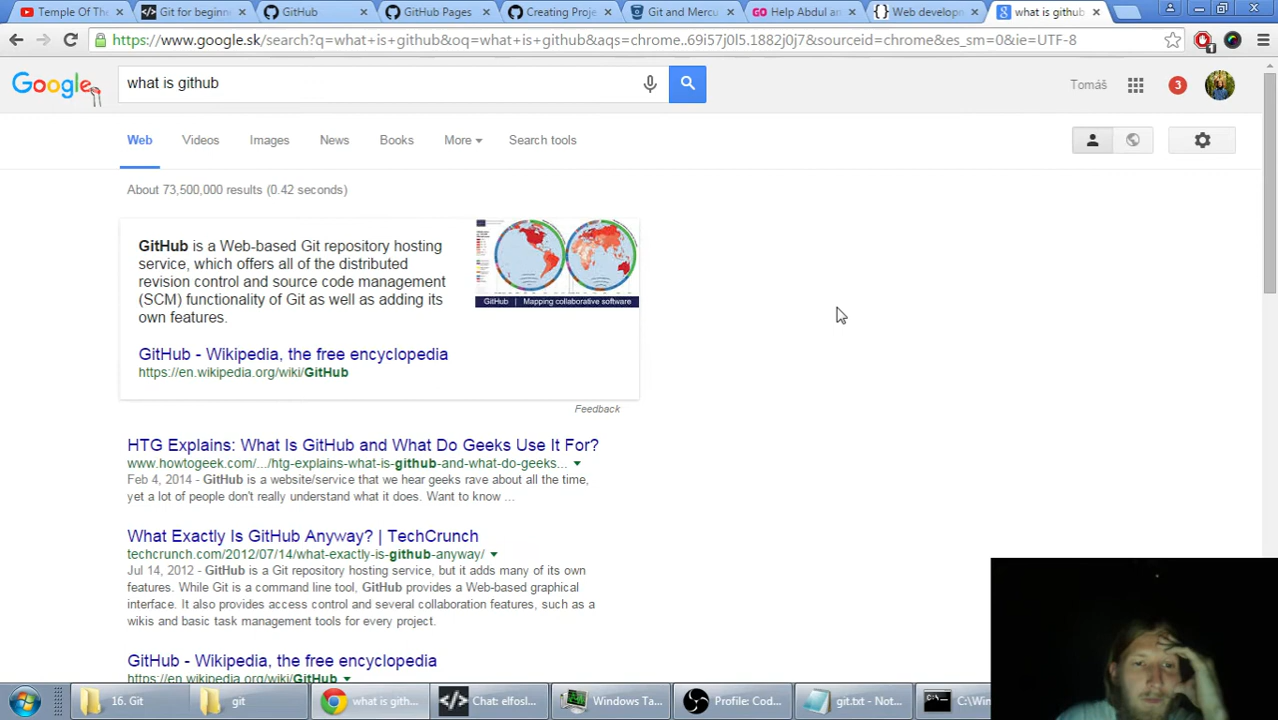 Temple Of The
Git for beginne
GitHub
GitHub Pages
Creating Proje
Git and Mercu
Help Abdul an
Web developm
what is github
https://www.google.sk/search?q=what+is+github&oq=what+is+github&aqs=chrome..69i57j0l5.1882j0j7&sourceid=chrome&es_sm=0&ie=UTF-8
1
Google
what is github
Tomáš
3
Web
Videos
Images
News
Books
More
Search tools
About 73,500,000 results (0.42 seconds)
GitHub is a Web-based Git repository hosting
service, which offers all of the distributed
revision control and source code management
(SCM) functionality of Git as well as adding its
own features.
GitHub | Mapping collaborative software
GitHub - Wikipedia, the free encyclopedia
https://en.wikipedia.org/wiki/GitHub
Feedback
HTG Explains: What Is GitHub and What Do Geeks Use It For?
www.howtogeek.com/.../htg-explains-what-is-github-and-what-do-geeks...
Feb 4, 2014 - GitHub is a website/service that we hear geeks rave about all the time,
yet a lot of people don't really understand what it does. Want to know ...
What Exactly Is GitHub Anyway? | TechCrunch
techcrunch.com/2012/07/14/what-exactly-is-github-anyway/
Jul 14, 2012 - GitHub is a Git repository hosting service, but it adds many of its own
features. While Git is a command line tool, GitHub provides a Web-based graphical
interface. It also provides access control and several collaboration features, such as a
wikis and basic task management tools for every project.
GitHub - Wikipedia, the free encyclopedia
https://en.wikipedia.org/wiki/GitHub
16. Git
git
what is gith...
Chat: elfosl...
Windows Ta...
Profile: Cod...
git.txt - Not...
C:\Win